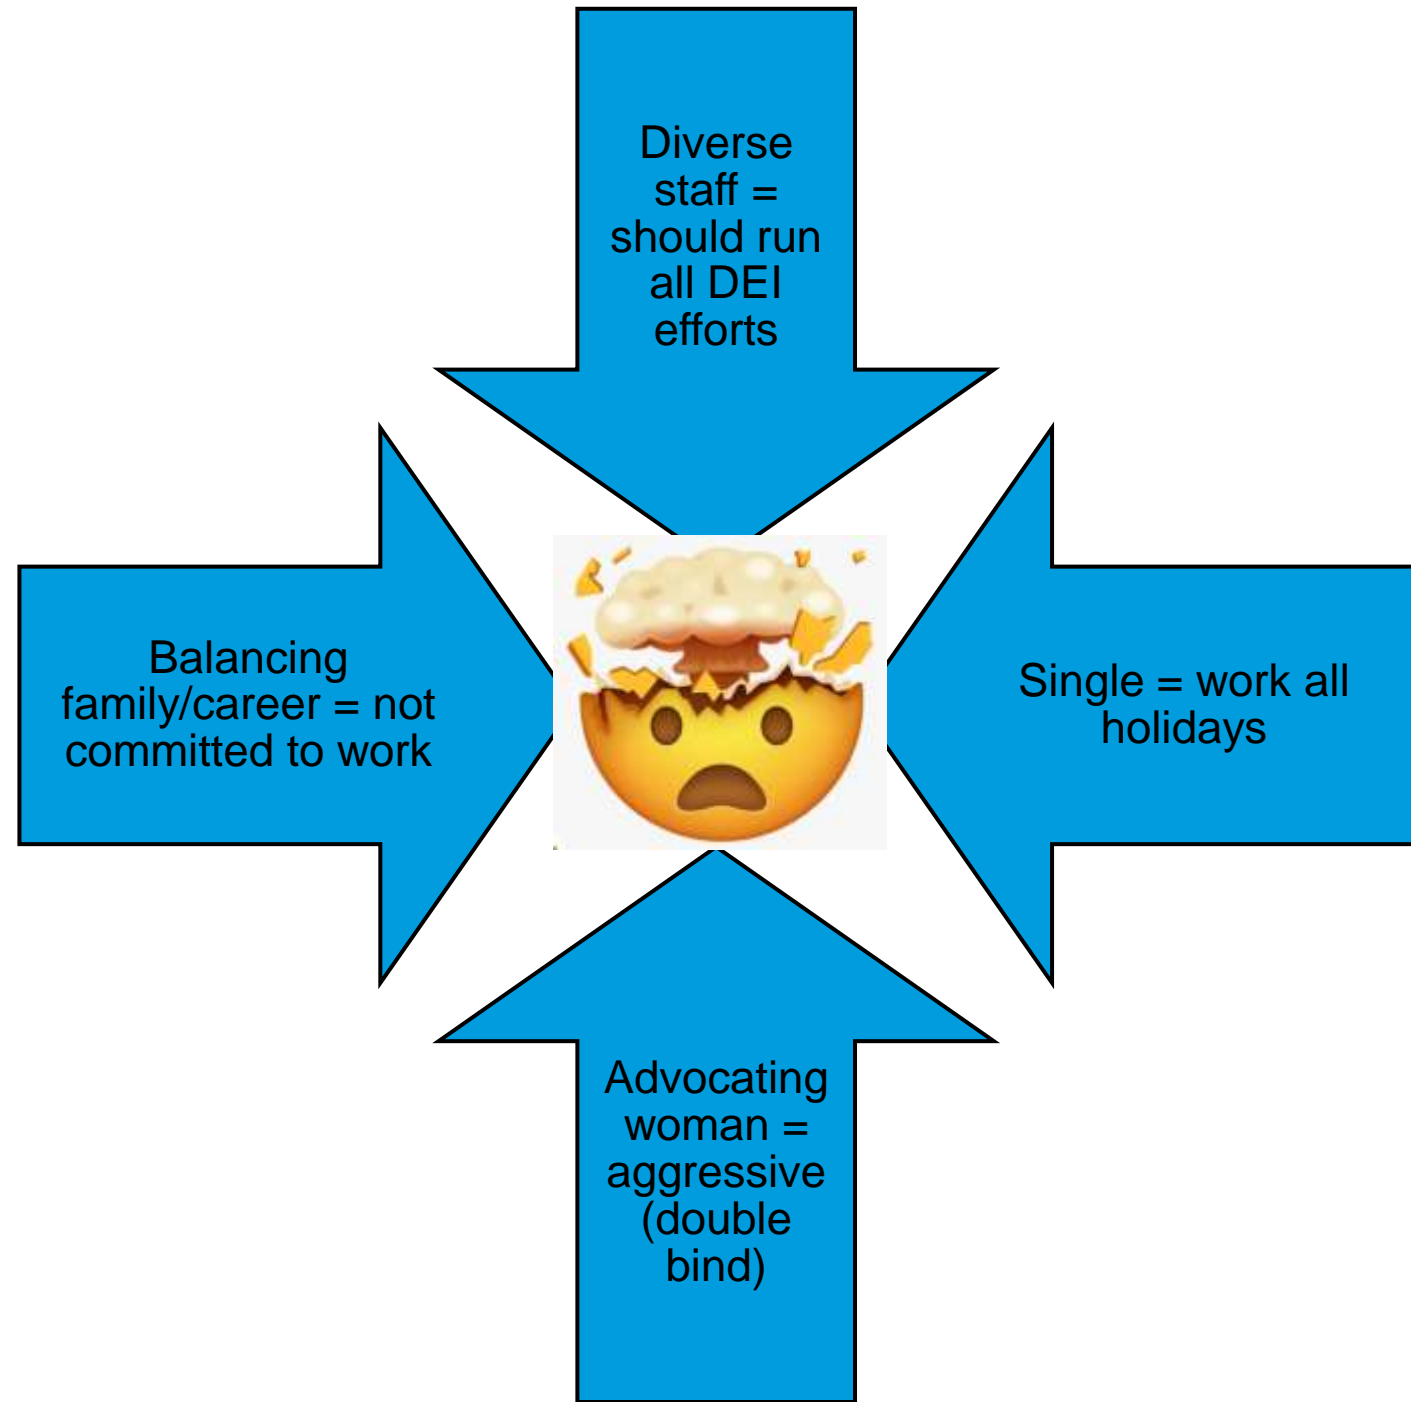 Diverse
staff =
should run
all DEI
efforts
Balancing
family/career = not
committed to work
Single = work all
holidays
Advocating
woman =
aggressive
(double
bind)